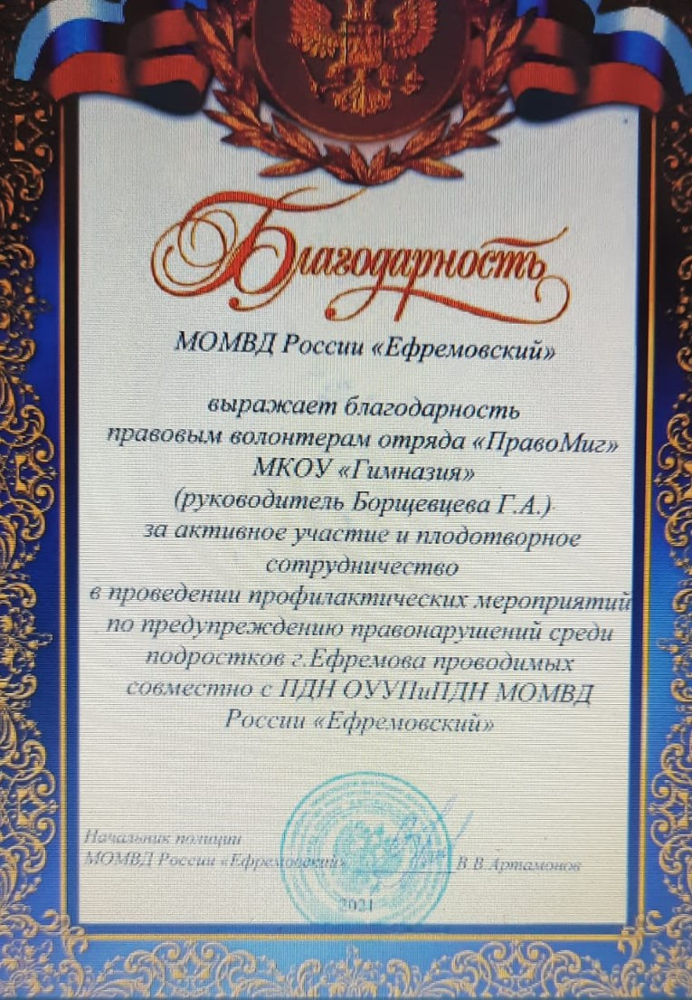 Благодарность
МОМВД России «Ефремовский»
выражает благодарность
правовым волонтерам отряда «ПравоМиг»
МКОУ «Гимназия»
(руководитель Борщевцева Г.А.)
за активное участие и плодотворное
сотрудничество
в проведении профилактических мероприятий
по предупреждению правонарушений среди
подростков г.Ефремова проводимых
совместно с ПДН ОУУПиПДН МОМВД
России «Ефремовский»
Начальник полиции
МОМВД России «Ефремовский»
В.В.Артамонов
2021